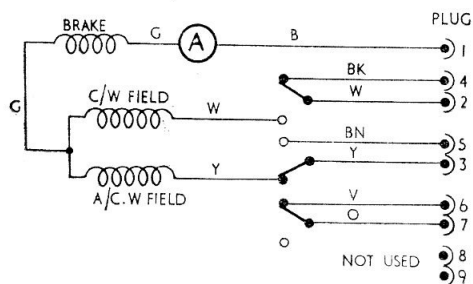 PLUG
BRAKE
G
A
B
1
BK
4
G
C/W FIELD
W
W
2
BN
5
Y
Y
3
A/C.W FIELD
V
6
O
7
NOT USED
8
9